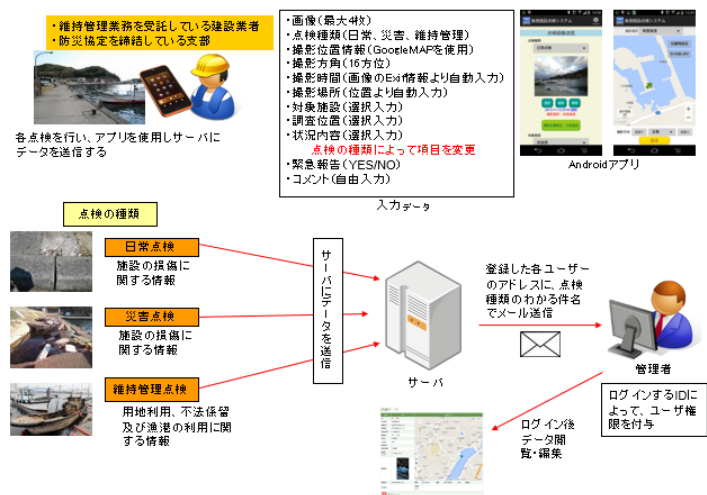 ・維持管理業務を受託している建設業者
・防災協定を締結している支部
各点検を行い、アプリを使用しサーバに
データを送信する
・画像(最大4枚)
・点検種類(日常、災害、維持管理)
・撮影位置情報(GoogleMAPを使用)
・撮影方角(16方位)
・撮影時間(画像のExif情報より自動入力)
・撮影場所(位置より自動入力)
・対象施設(選択入力)
・調査位置(選択入力)
・状況内容(選択入力)
点検の種類によって項目を変更
・緊急報告(YES/NO)
・コメント(自由入力)
入力データ
Androidアプリ
点検の種類
日常点検
施設の損傷に
関する情報
災害点検
施設の損傷に
関する情報
維持管理点検
用地利用、不法係留
及び漁港の利用に関
する情報
サーバにデータを送信
サーバ
登録した各ユーザー
のアドレスに、点検
種類のわかる件名
でメール送信
管理者
ログインするIDに
よって、ユーザ権
限を付与
ログイン後
データ閲
覧・編集